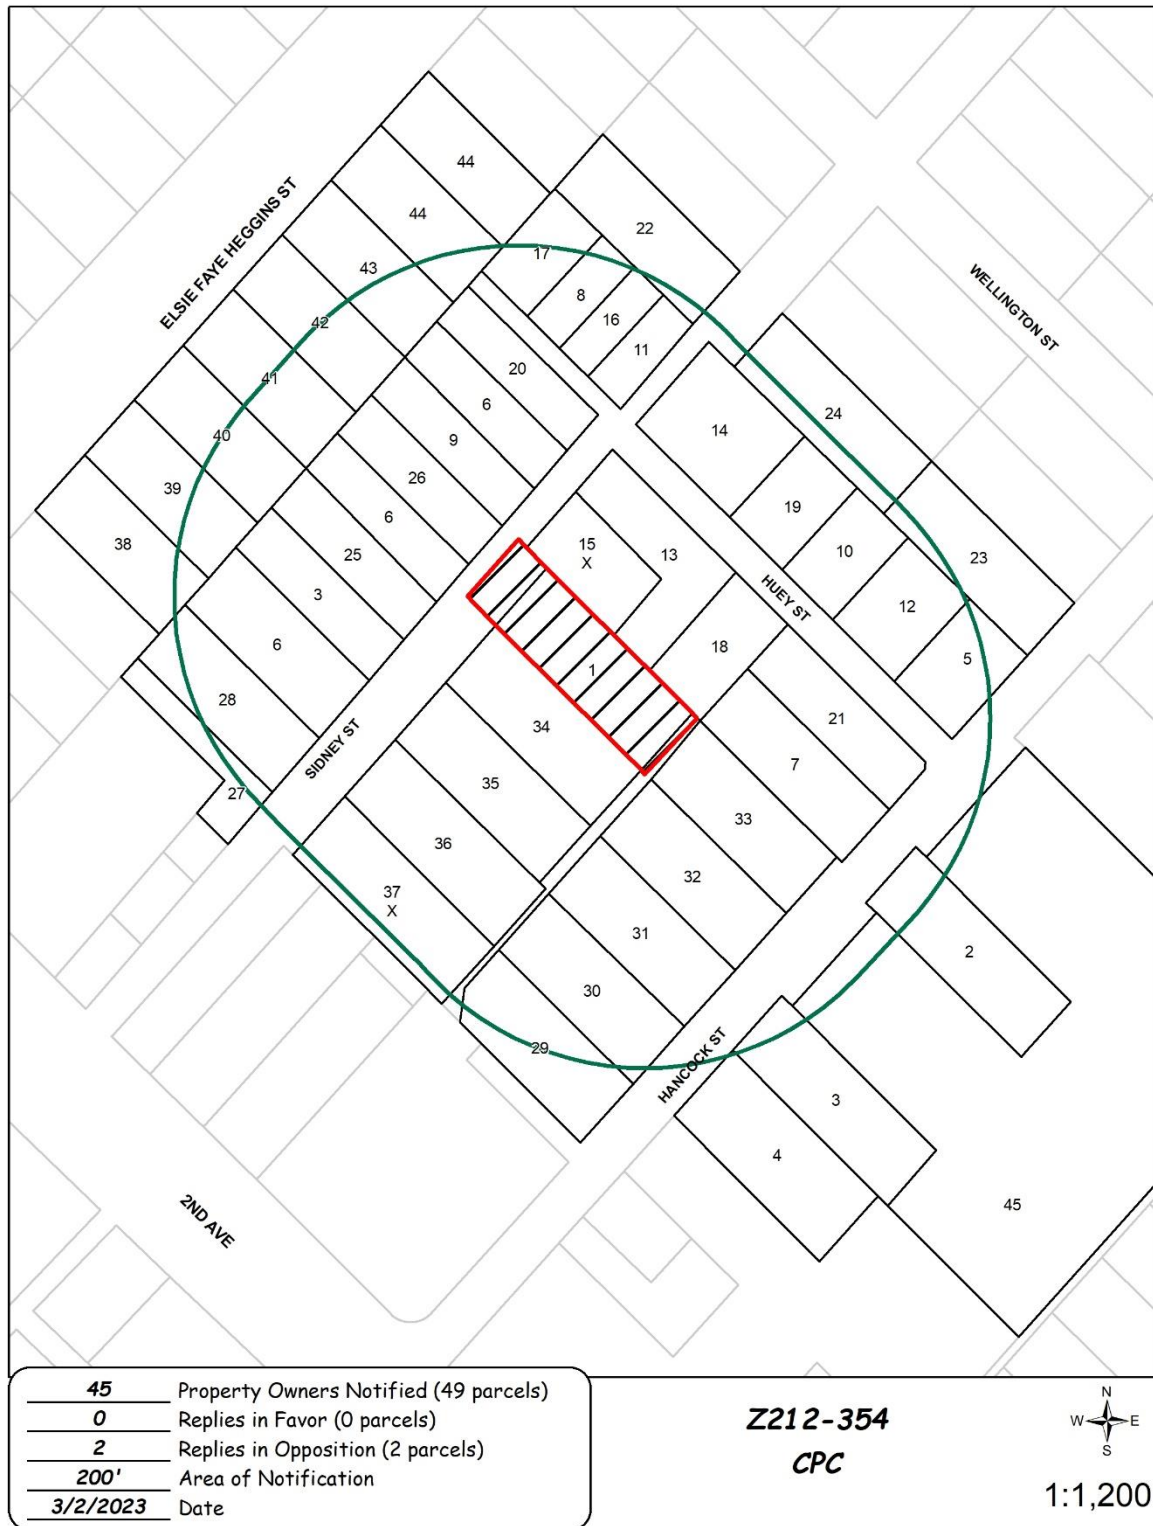 44
22
44
17
43
8
42
16
11
20
41
24
6
14
40
9
26
39
6
19
38
25
15
X
13
10
23
3
12
18
5
6
1
28
21
34
7
35
27
33
36
32
37
X
31
2
30
29
3
4
45
ELSIE FAYE HEGGINS ST
WELLINGTON ST
HUEY ST
SIDNEY ST
HANCOCK ST
2ND AVE
45 Property Owners Notified (49 parcels)
0 Replies in Favor (0 parcels)
2 Replies in Opposition (2 parcels)
200' Area of Notification
3/2/2023 Date
Z212-354
CPC
N
W E
S
1:1,200